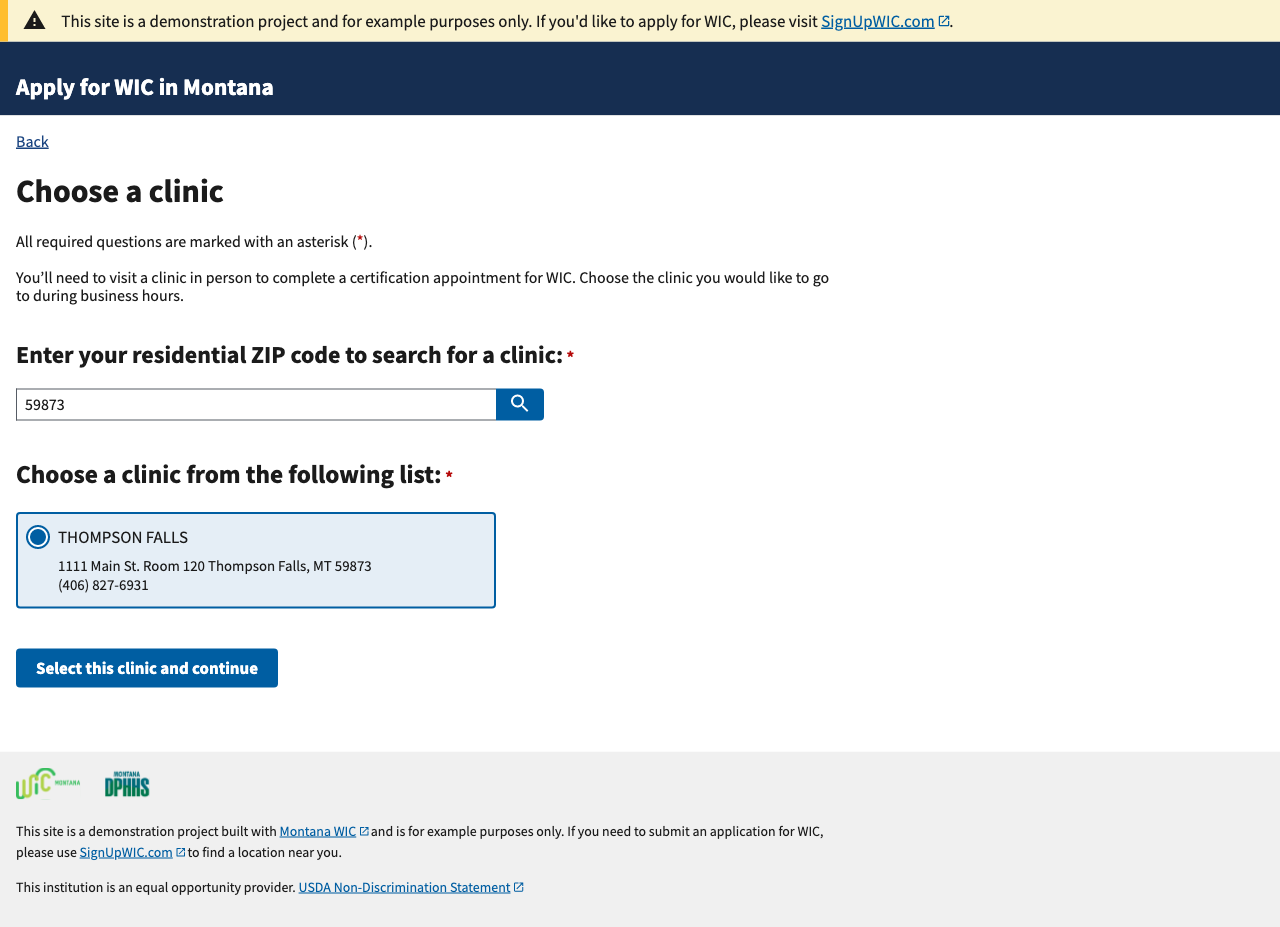 This site is a demonstration project and for example purposes only. If you'd like to apply for WIC, please visit SignUpWIC.com.
Apply for WIC in Montana
Back
Choose a clinic
All required questions are marked with an asterisk (*).
You’ll need to visit a clinic in person to complete a certification appointment for WIC. Choose the clinic you would like to go
to during business hours.
Enter your residential ZIP code to search for a clinic: *
59873
Choose a clinic from the following list: *
THOMPSON FALLS
1111 Main St. Room 120 Thompson Falls, MT 59873
(406) 827-6931
Select this clinic and continue
WIC MONTANA
MONTANA
DPHHS
This site is a demonstration project built with Montana WIC and is for example purposes only. If you need to submit an application for WIC,
please use SignUpWIC.com to find a location near you.
This institution is an equal opportunity provider. USDA Non-Discrimination Statement